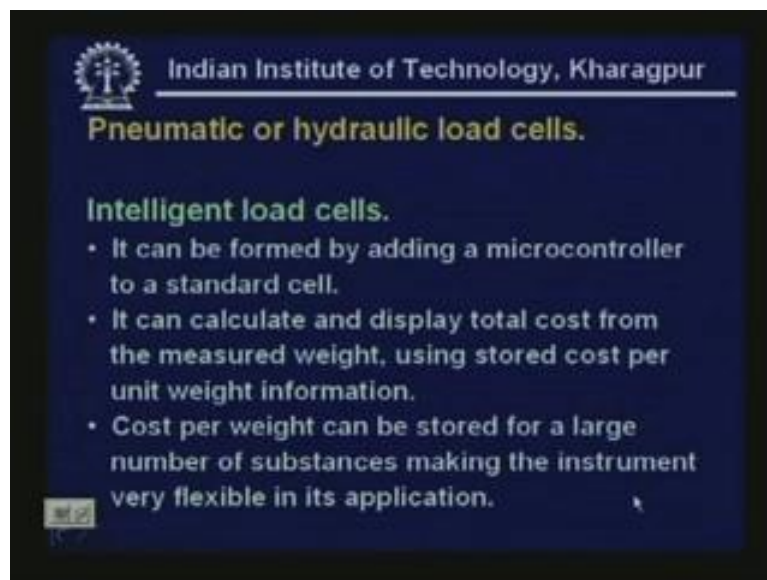 Indian Institute of Technology, Kharagpur
Pneumatic or hydraulic load cells.
Intelligent load cells.
• It can be formed by adding a microcontroller
to a standard cell.
• It can calculate and display total cost from
the measured weight, using stored cost per
unit weight information.
• Cost per weight can be stored for a large
number of substances making the instrument
very flexible in its application.